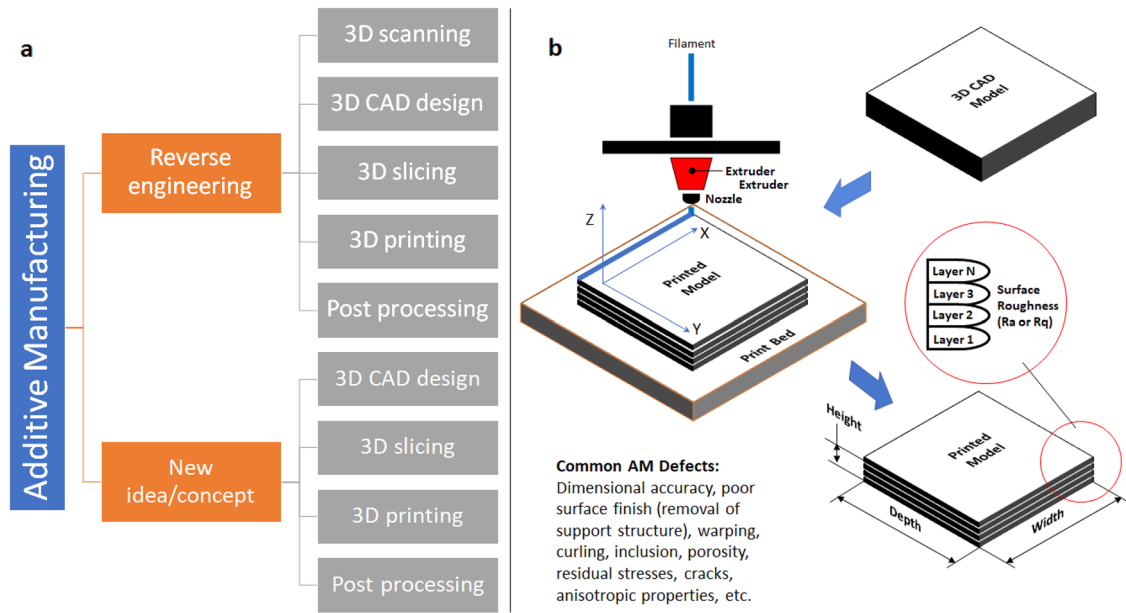 a
Additive Manufacturing
Reverse
engineering
3D scanning
3D CAD design
3D slicing
3D printing
Post processing
New
idea/concept
3D CAD design
3D slicing
3D printing
Post processing
b
Filament
Extruder
Extruder
Nozzle
Z
X
Y
Printed
Model
Print Bed
3D CAD
Model
Layer N
Layer 3
Layer 2
Layer 1
Surface
Roughness
(Ra or Rq)
Height
Printed
Model
Depth
Width
Common AM Defects:
Dimensional accuracy, poor
surface finish (removal of
support structure), warping,
curling, inclusion, porosity,
residual stresses, cracks,
anisotropic properties, etc.